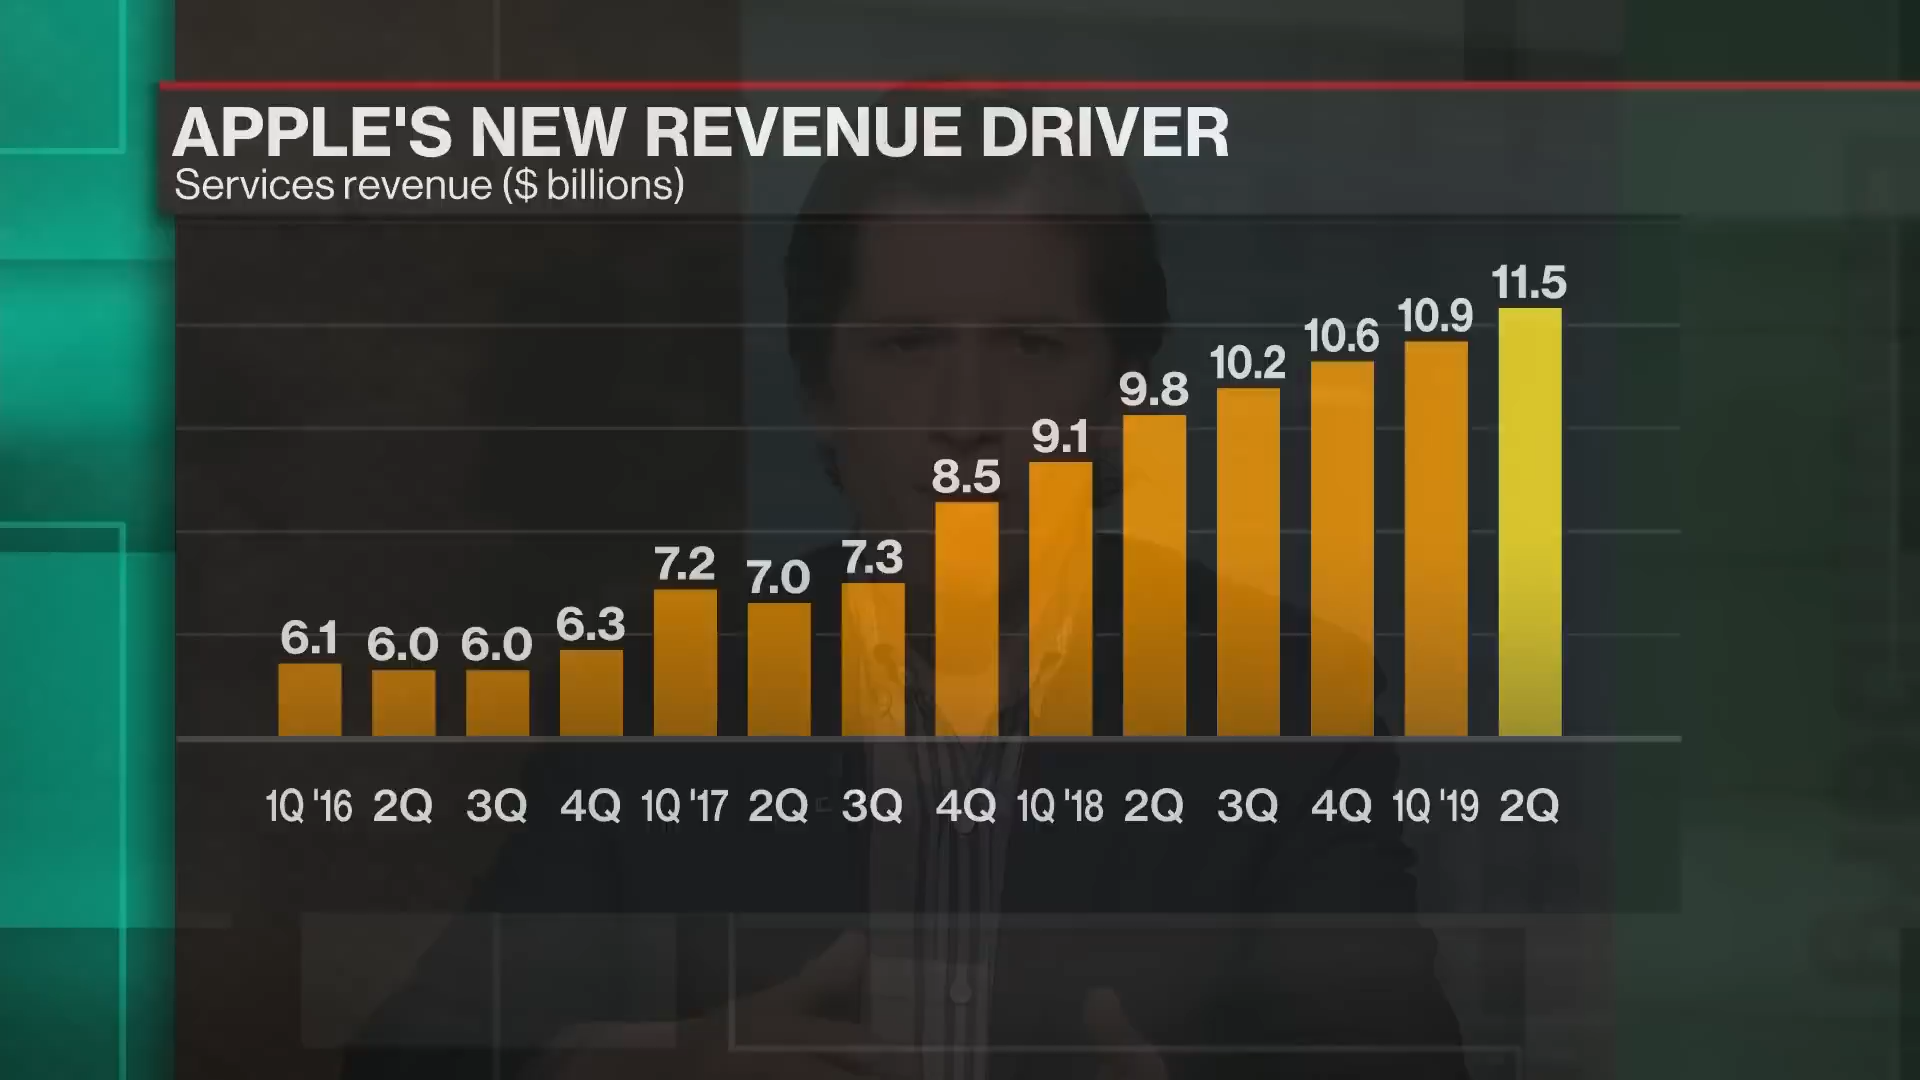 APPLE'S NEW REVENUE DRIVER
Services revenue ($ billions)
6.1 6.0 6.0 6.3 7.2 7.0 7.3 8.5 9.1 9.8 10.2 10.6 10.9 11.5
1Q '16 2Q 3Q 4Q 1Q '17 2Q 3Q 4Q 1Q '18 2Q 3Q 4Q 1Q '19 2Q